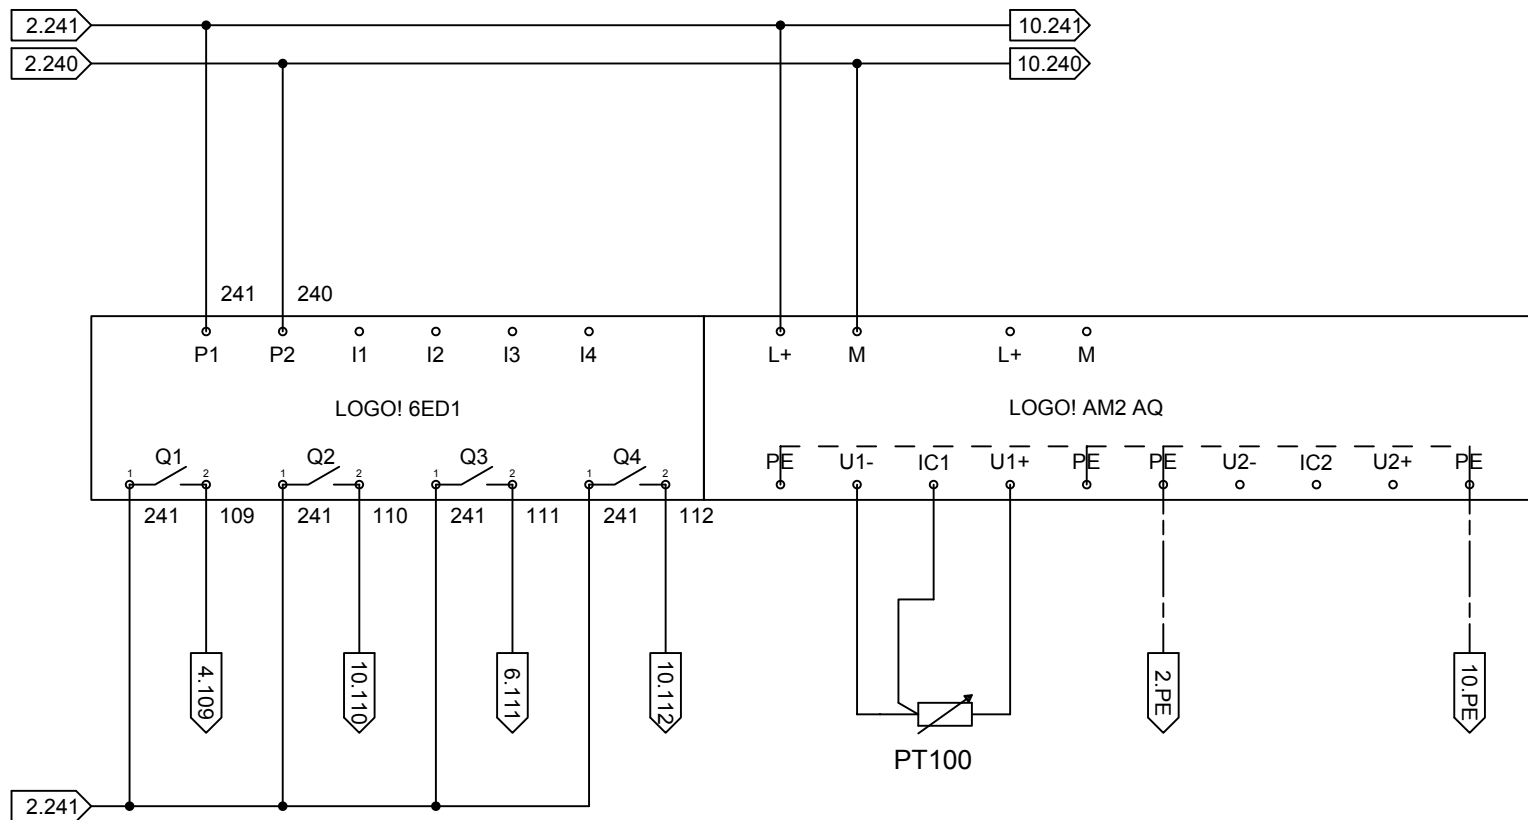 2.241 10.241
2.240 10.240
241 240
P1 P2 I1 I2 I3 I4 L+ M L+ M
LOGO! 6ED1 LOGO! AM2 AQ
Q1 Q2 Q3 Q4 PE U1- IC1 U1+ PE PE U2- IC2 U2+ PE
1 2 1 2 1 2 1 2
241 109 241 110 241 111 241 112
4.109 10.110 6.111 10.112 2.PE 10.PE
PT100
2.241